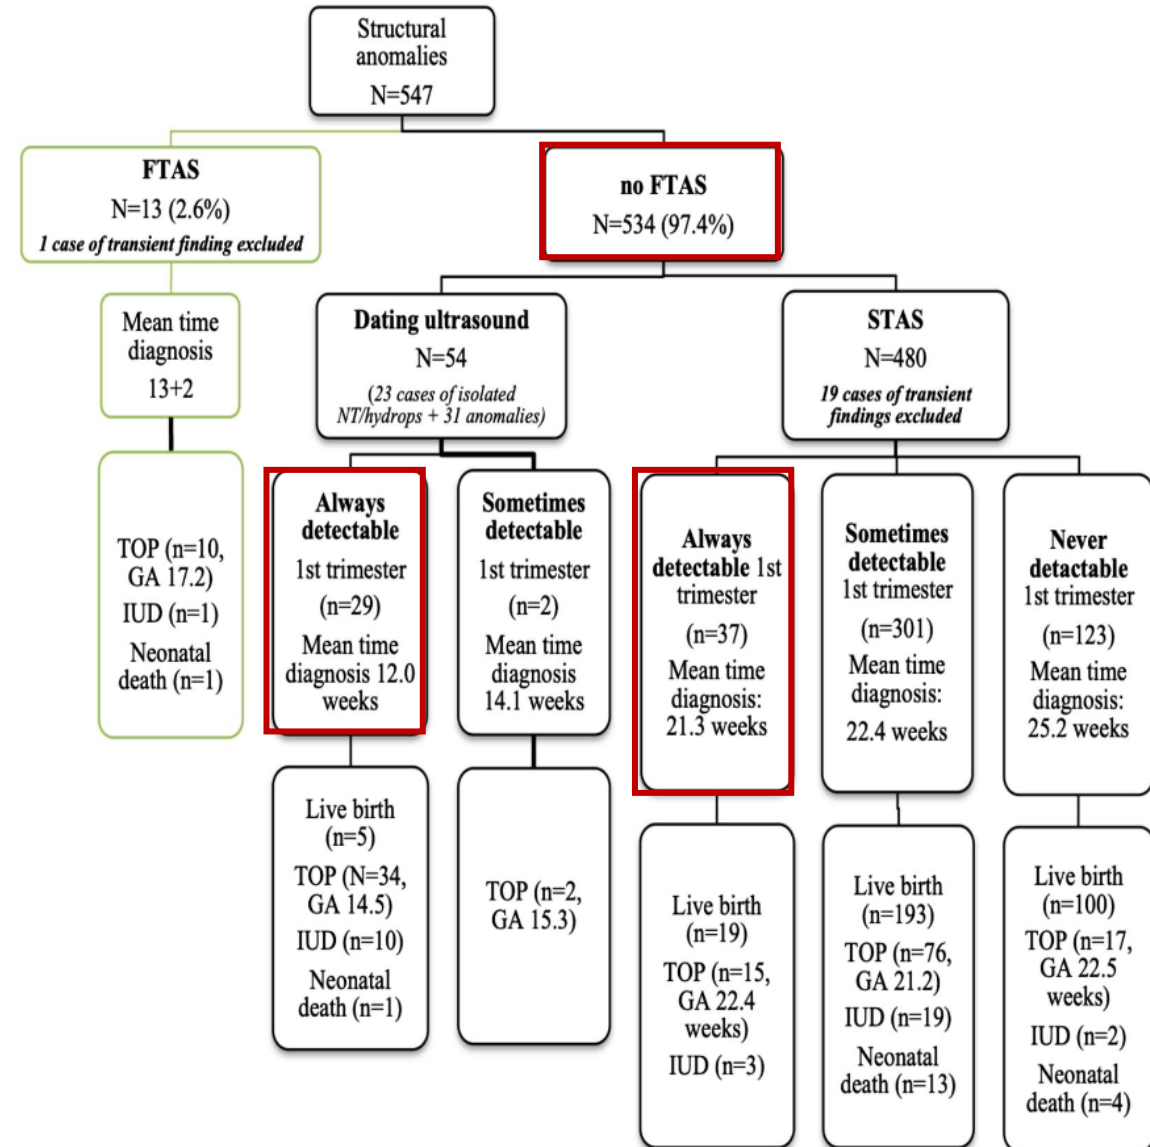 Structural
anomalies
N=547
FTAS
N=13 (2.6%)
1 case of transient finding excluded
no FTAS
N=534 (97.4%)
Mean time
diagnosis
13+2
Dating ultrasound
N=54
(23 cases of isolated
NT/hydrops + 31 anomalies)
STAS
N=480
19 cases of transient
findings excluded
TOP (n=10,
GA 17.2)
IUD (n=1)
Neonatal
death (n=1)
Always
detectable
1st trimester
(n=29)
Mean time
diagnosis 12.0
weeks
Sometimes
detectable
1st trimester
(n=2)
Mean time
diagnosis
14.1 weeks
Always
detectable 1st
trimester
(n=37)
Mean time
diagnosis:
21.3 weeks
Sometimes
detectable
1st trimester
(n=301)
Mean time
diagnosis:
22.4 weeks
Never
detactable
1st trimester
(n=123)
Mean time
diagnosis:
25.2 weeks
Live birth
(n=5)
TOP (N=34,
GA 14.5)
IUD (n=10)
Neonatal
death (n=1)
TOP (n=2,
GA 15.3)
Live birth
(n=19)
TOP (n=15,
GA 22.4
weeks)
IUD (n=3)
Live birth
(n=193)
TOP (n=76,
GA 21.2)
IUD (n=19)
Neonatal
death (n=13)
Live birth
(n=100)
TOP (n=17,
GA 22.5
weeks)
IUD (n=2)
Neonatal
death (n=4)